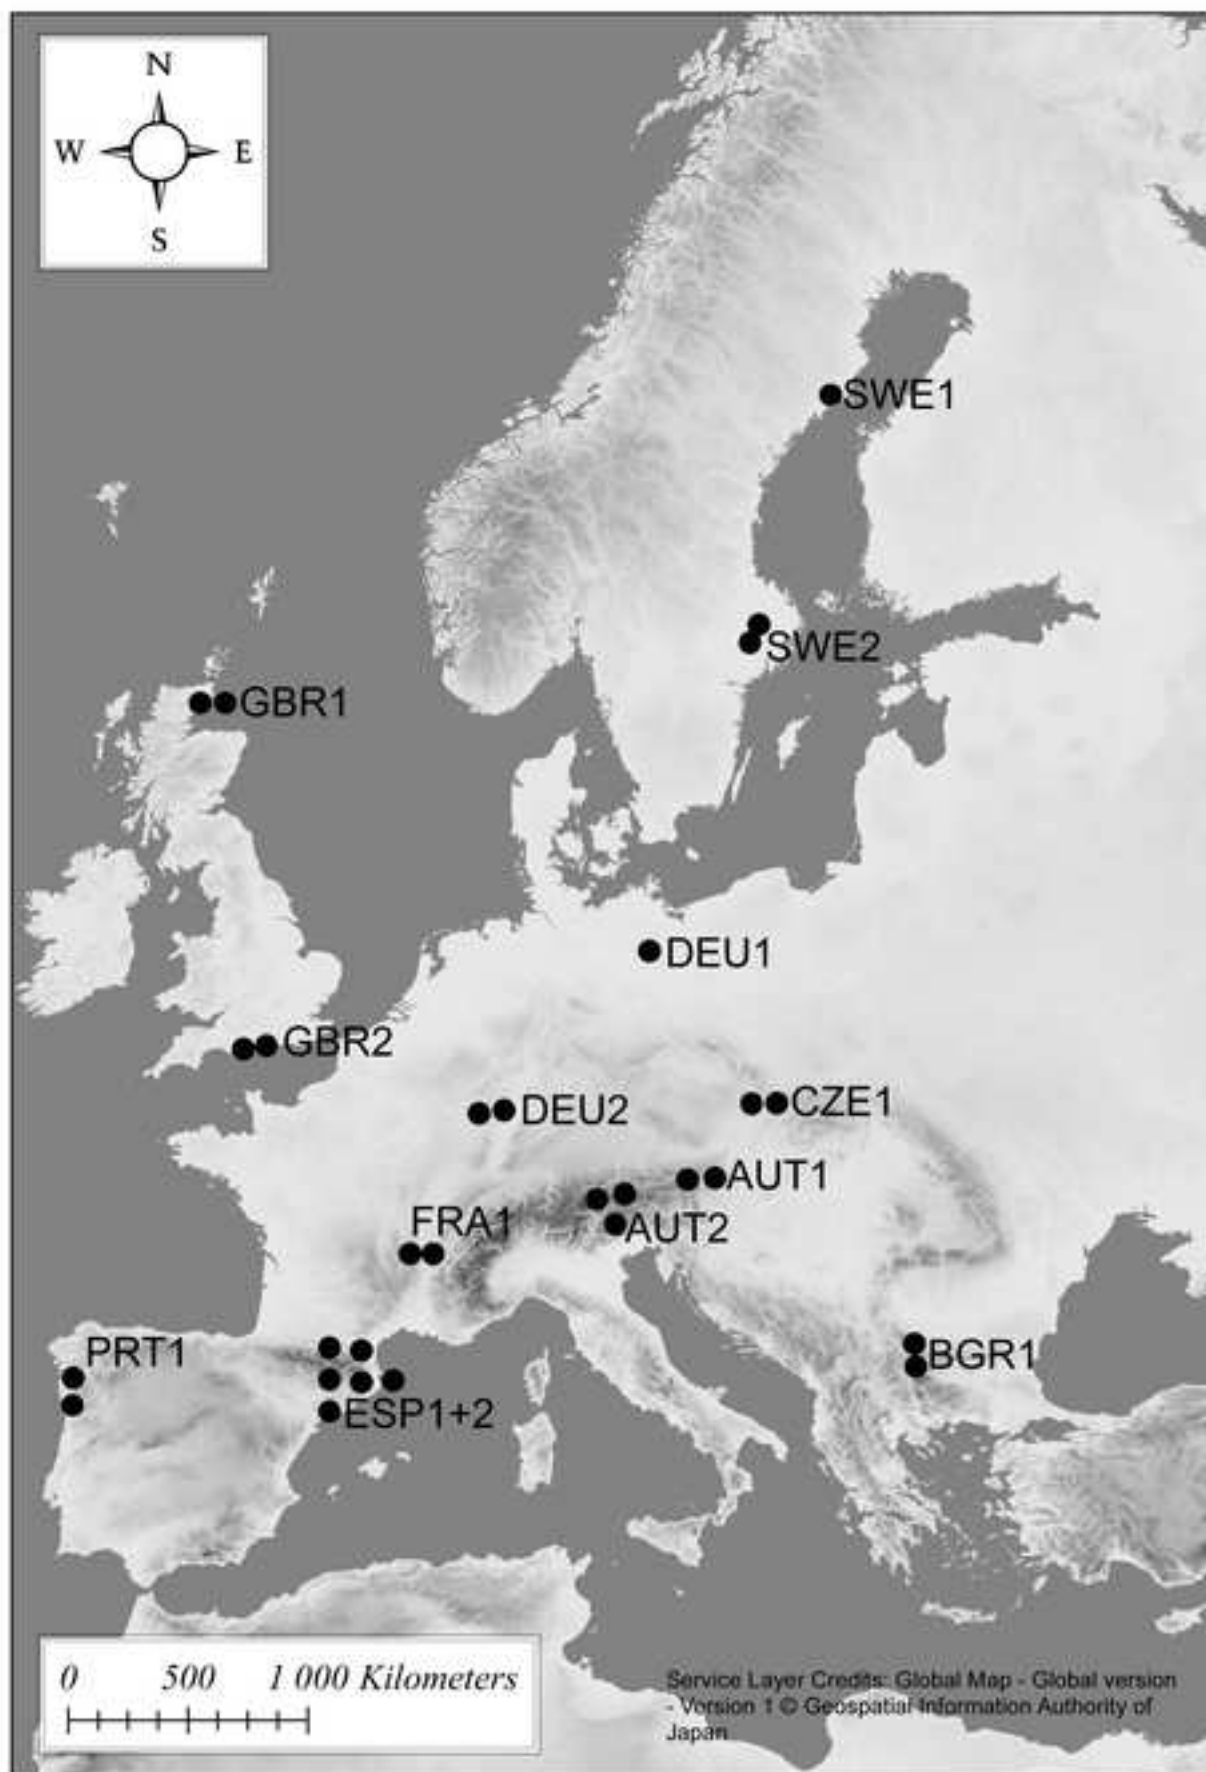 N
W E
S
SWE1
SWE2
GBR1
DEU1
GBR2
DEU2
CZE1
AUT1
FRA1
AUT2
PRT1
BGR1
ESP1+2
0 500 1 000 Kilometers
Service Layer Credits: Global Map - Global version
- Version 1 © Geospatial Information Authority of
Japan